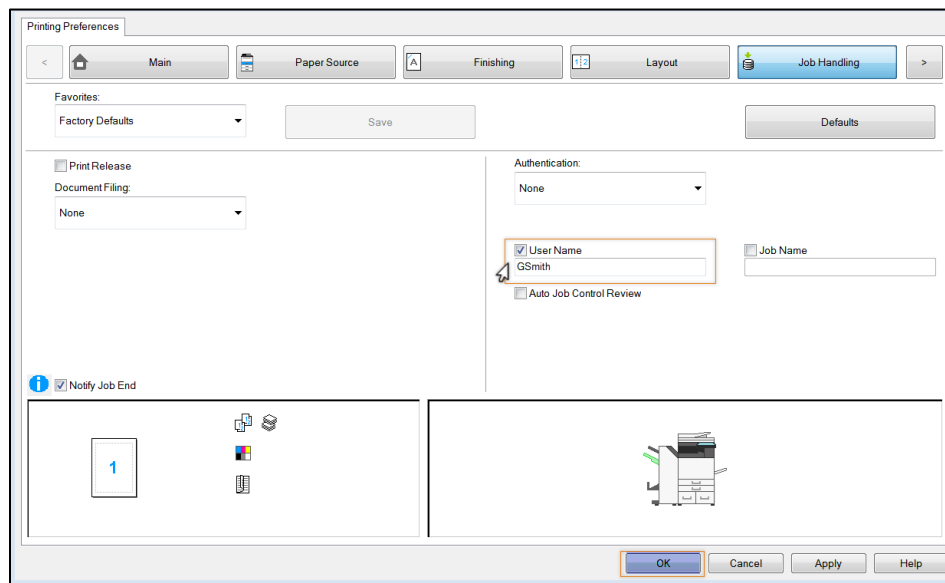 Printing Preferences
< Main Paper Source A Finishing 1 2 Layout Job Handling >
Favorites:
Factory Defaults Save Defaults
Print Release Authentication:
Document Filing: None
None
User Name Job Name
GSmith
Auto Job Control Review
i Notify Job End
1
OK Cancel Apply Help